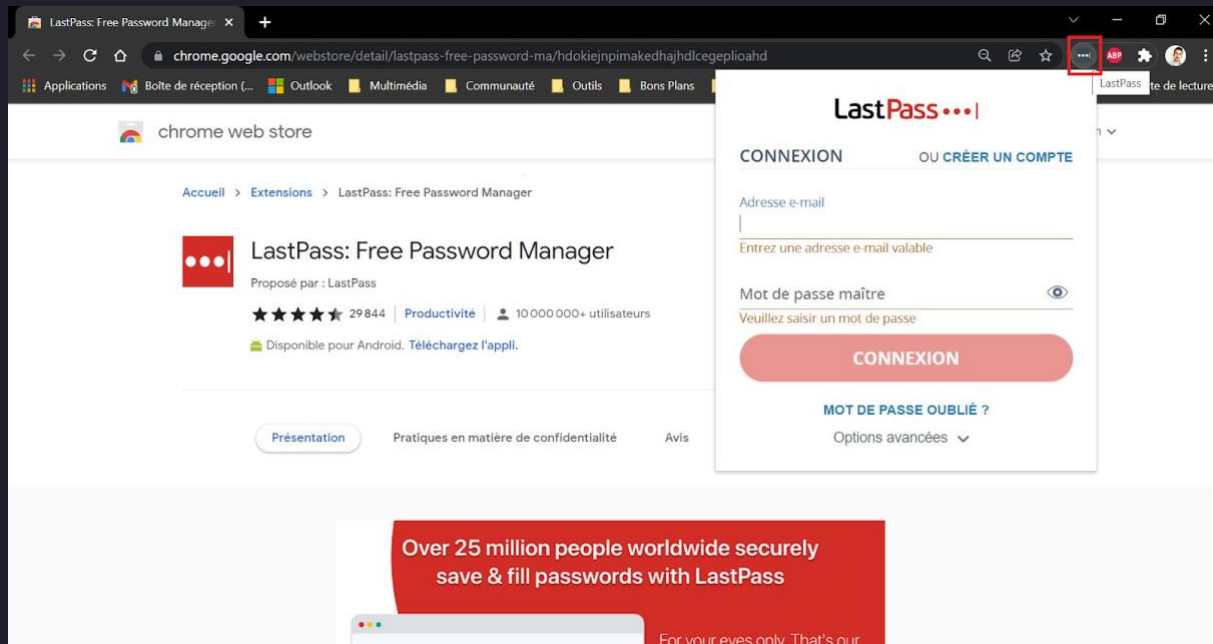 LastPass: Free Password Manage
chrome.google.com/webstore/detail/lastpass-free-password-ma/hdokiejnpimakedhajhdlcegeplioahd
ABP
Applications Boîte de réception (... Outlook Multimédia Communauté Outils Bons Plans
LastPass
te de lecture
chrome web store
LastPass
CONNEXION OU CRÉER UN COMPTE
Adresse e-mail
Entrez une adresse e-mail valable
Mot de passe maître
Veuillez saisir un mot de passe
CONNEXION
MOT DE PASSE OUBLIÉ ?
Options avancées
Accueil > Extensions > LastPass: Free Password Manager
LastPass: Free Password Manager
Proposé par : LastPass
29 844 Productivité 10 000 000+ utilisateurs
Disponible pour Android. Téléchargez l'appli.
Présentation Pratiques en matière de confidentialité Avis
Over 25 million people worldwide securely
save & fill passwords with LastPass
For your eyes only. That's our